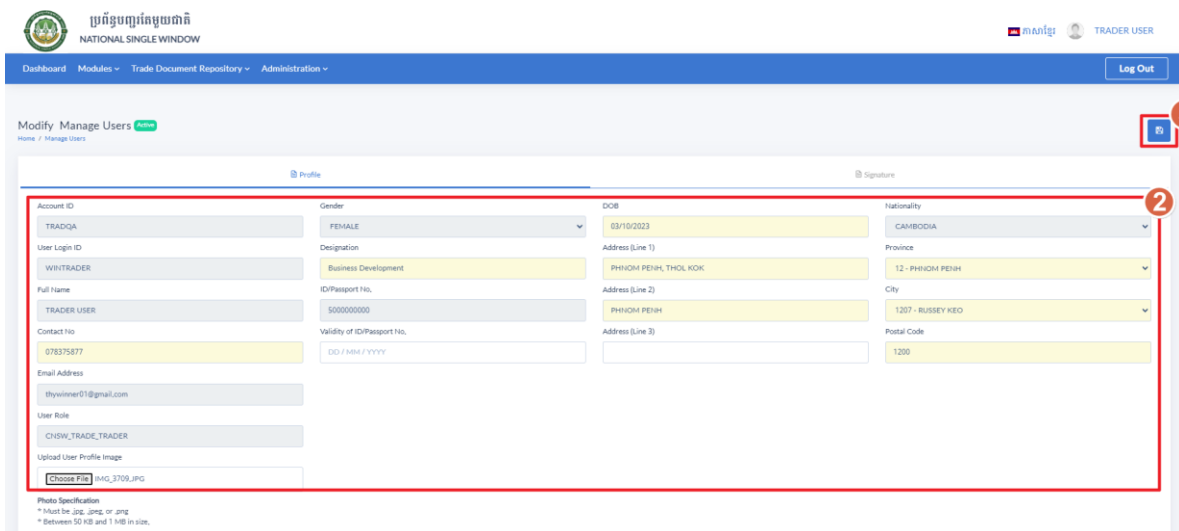 ប្រព័ន្ធបញ្ជរតែមួយជាតិ
NATIONAL SINGLE WINDOW
ភាសាខ្មែរ TRADER USER
Dashboard Modules Trade Document Repository Administration Log Out
Modify Manage Users Active
Home / Manage Users
Profile Signature
2
Account ID Gender DOB Nationality
TRADQA FEMALE 03/10/2023 CAMBODIA
User Login ID Designation Address (Line 1) Province
WINTRADER Business Development PHNOM PENH, THOL KOK 12 - PHNOM PENH
Full Name ID/Passport No, Address (Line 2) City
TRADER USER 5000000000 PHNOM PENH 1207 - RUSSEY KEO
Contact No Validity of ID/Passport No, Address (Line 3) Postal Code
078375877 DD / MM / YYYY 1200
Email Address
thywinner01@gmail.com
User Role
CNSW_TRADE_TRADER
Upload User Profile Image
Choose File IMG_3709.JPG
Photo Specification
* Must be .jpg, .jpeg, or .png
* Between 50 KB and 1 MB in size,